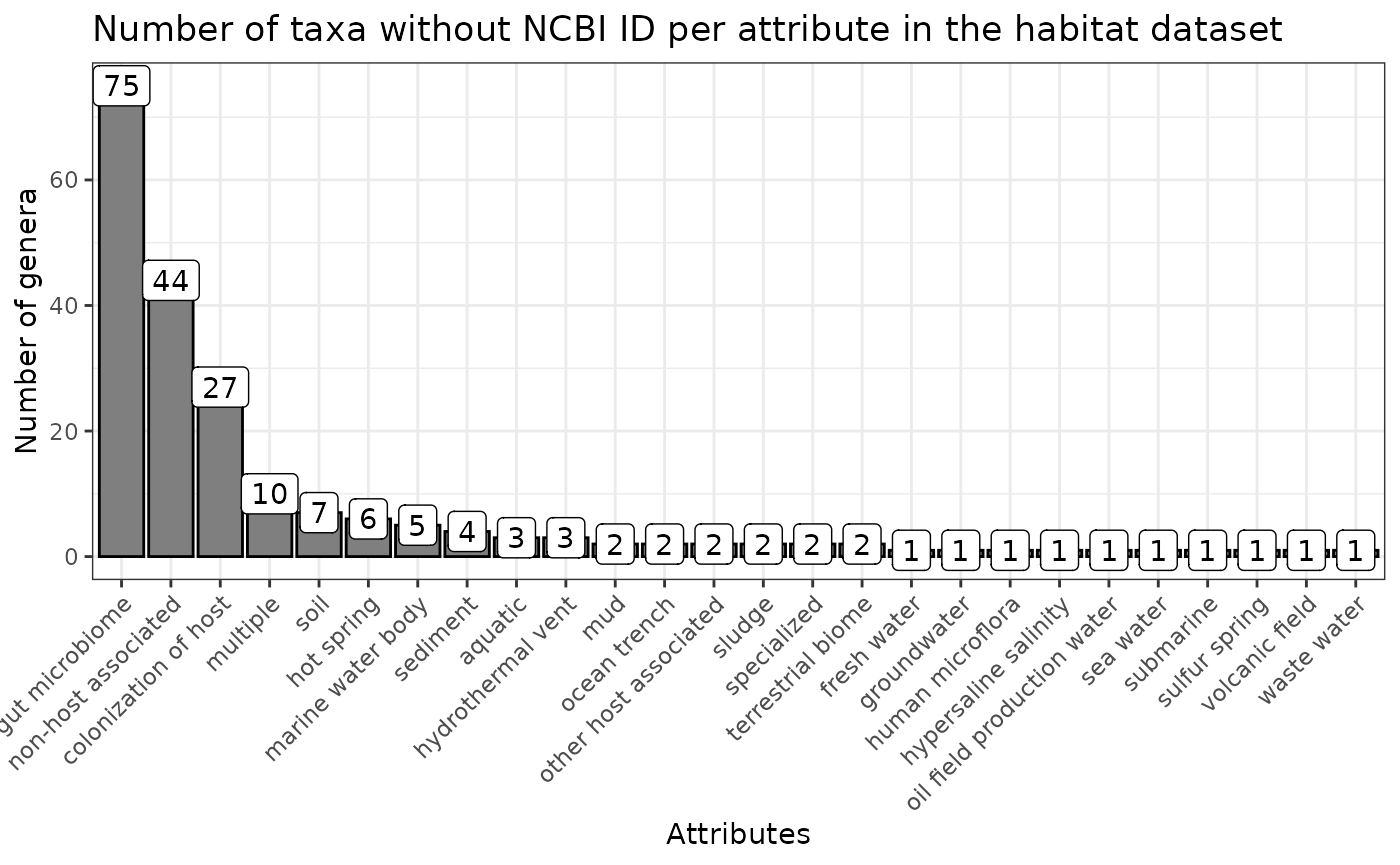 Number of taxa without NCBI ID per attribute in the habitat dataset
Number of genera
60
40
20
0
75
44
27
10
7
6
5
4
3
3
2
2
2
2
2
2
1
1
1
1
1
1
1
1
1
1
gut microbiome
non-host associated
colonization of host
multiple
soil
hot spring
marine water body
sediment
aquatic
hydrothermal vent
mud
ocean trench
other host associated
sludge
specialized
terrestrial biome
fresh water
groundwater
human microflora
hypersaline salinity
oil field production water
sea water
submarine
sulfur spring
volcanic field
waste water
Attributes